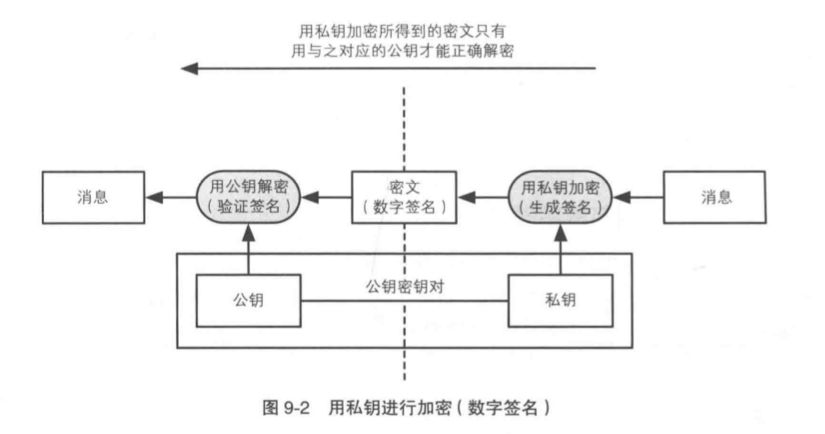 用私钥加密所得到的密文只有
用与之对应的公钥才能正确解密
消息
用公钥解密
（验证签名）
密文
（数字签名）
用私钥加密
（生成签名）
消息
公钥
公钥密钥对
私钥
图 9-2 用私钥进行加密（数字签名）